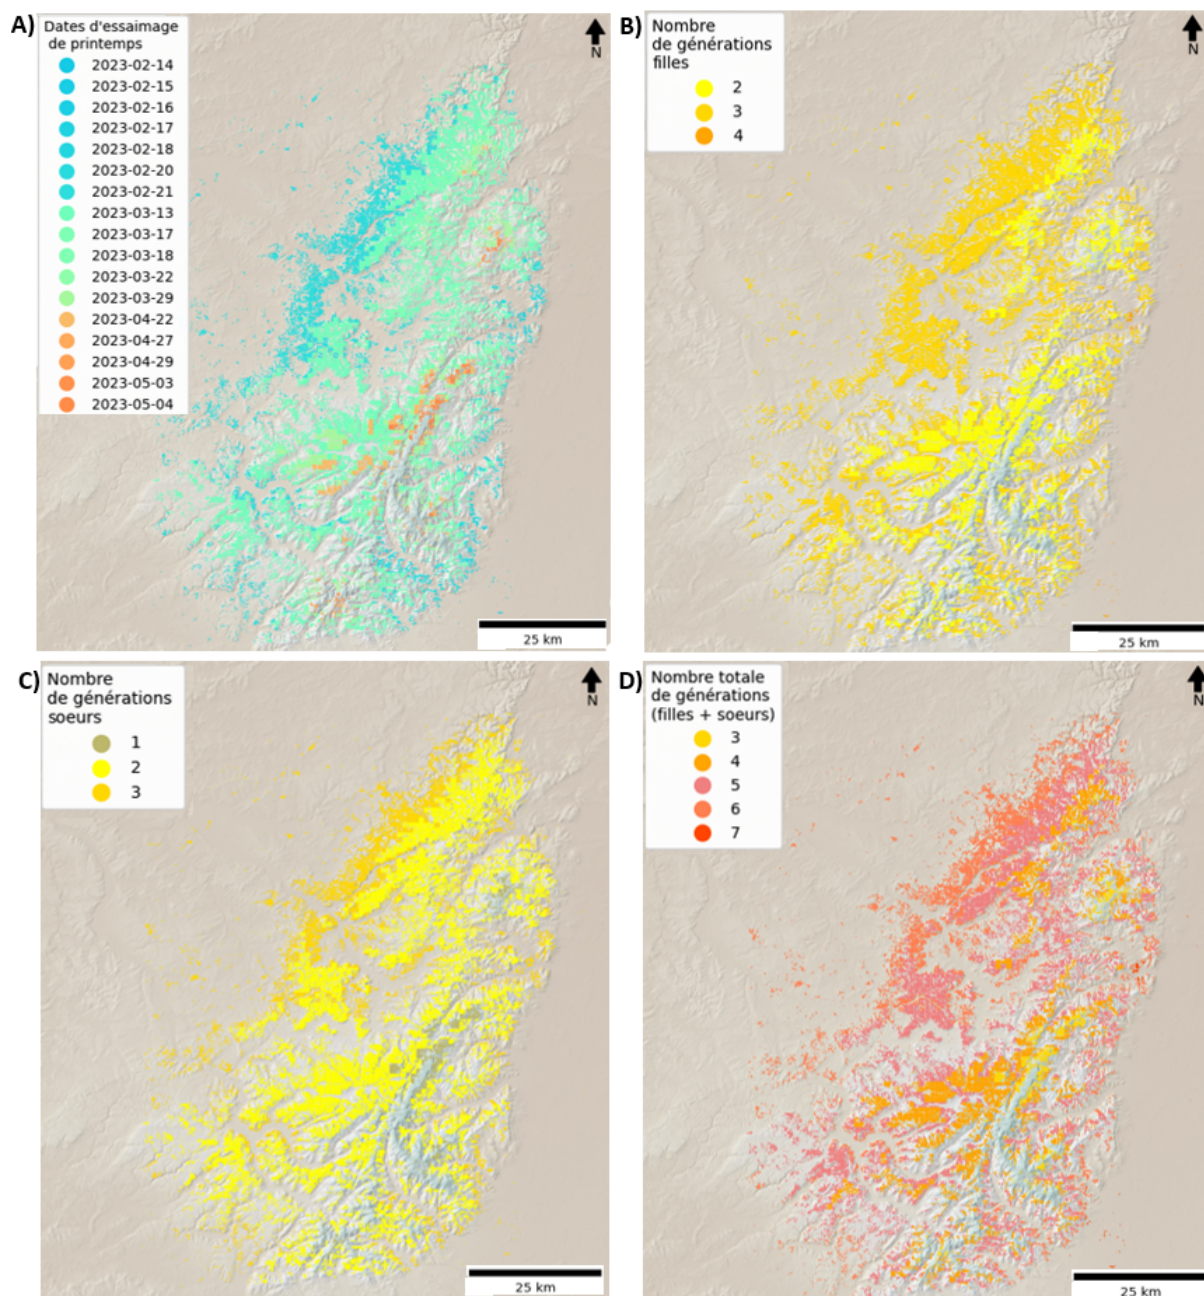 A)
Dates d'essaimage
de printemps
2023-02-14
2023-02-15
2023-02-16
2023-02-17
2023-02-18
2023-02-20
2023-02-21
2023-03-13
2023-03-17
2023-03-18
2023-03-22
2023-03-29
2023-04-22
2023-04-27
2023-04-29
2023-05-03
2023-05-04
N
25 km
B)
Nombre
de générations
filles
2
3
4
N
25 km
C)
Nombre
de générations
soeurs
1
2
3
N
25 km
D)
Nombre totale
de générations
(filles + soeurs)
3
4
5
6
7
N
25 km